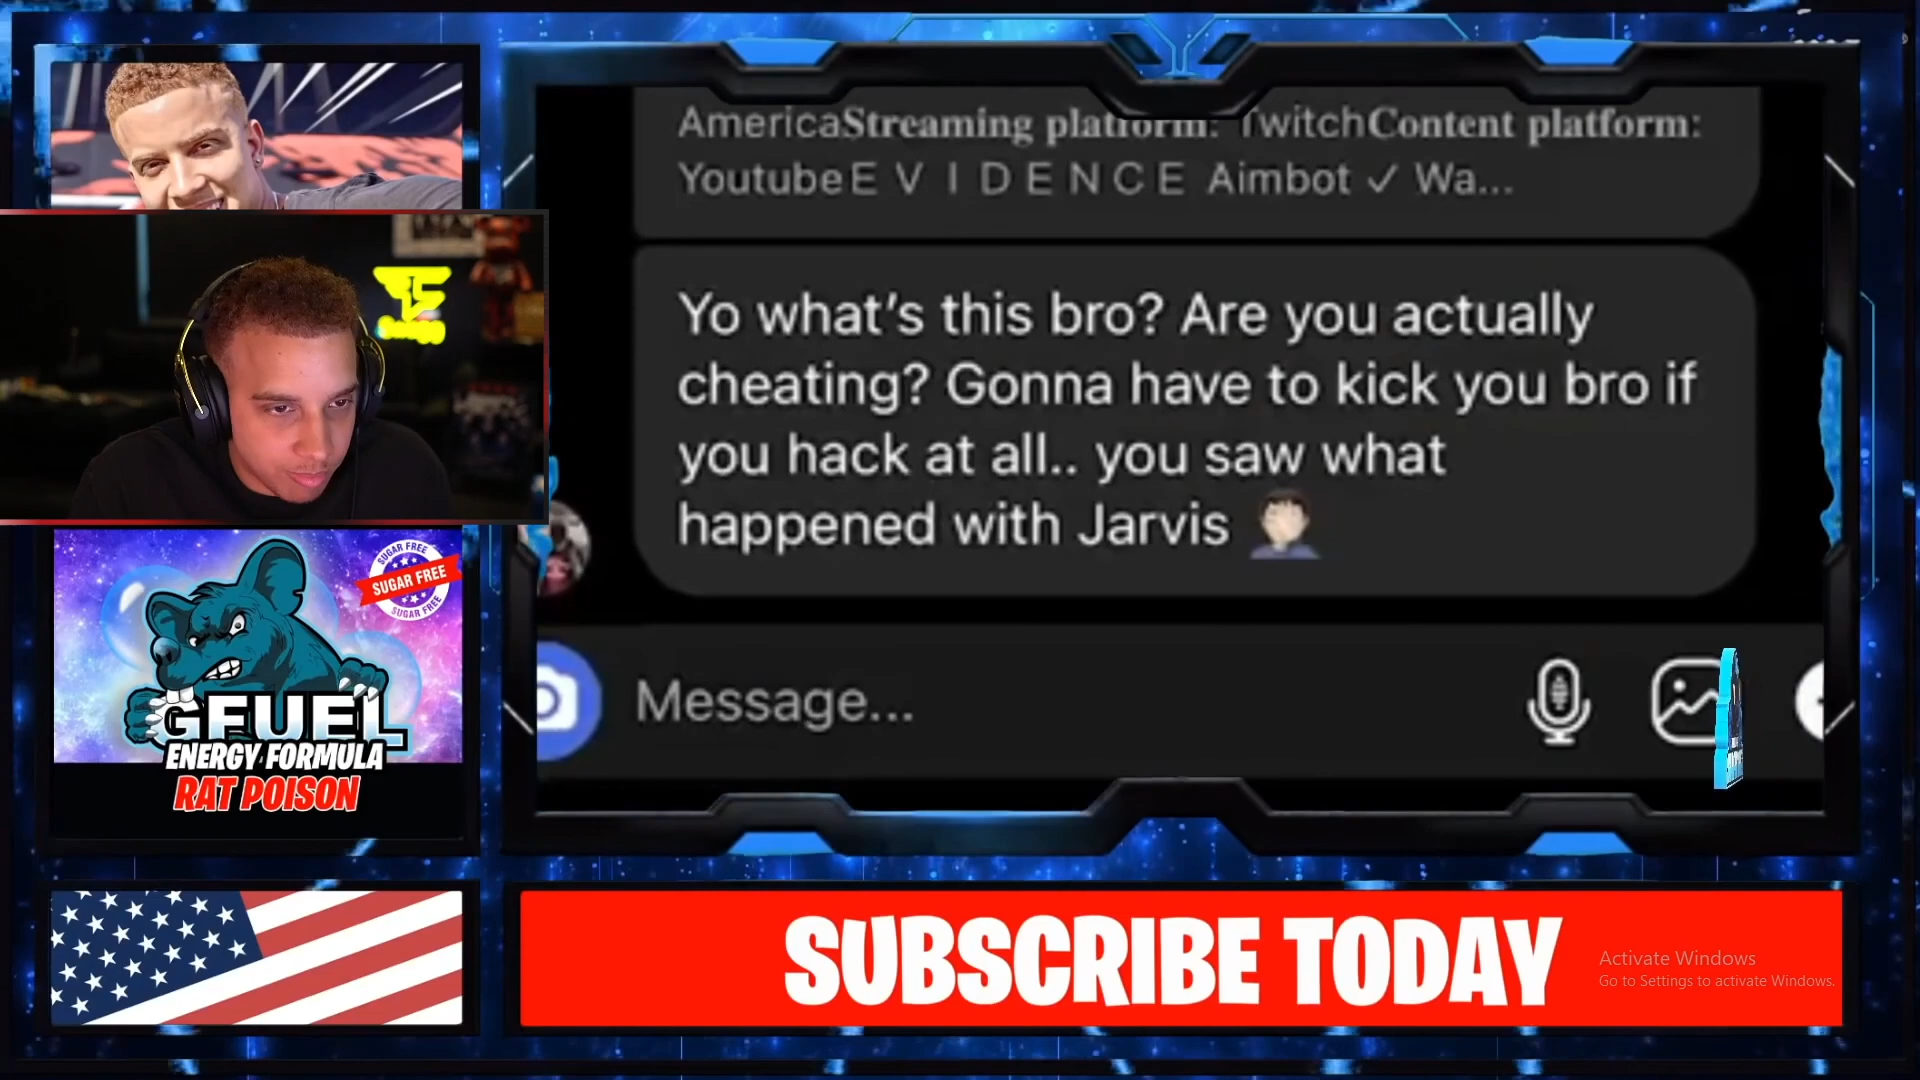 AmericaStreaming platform: TwitchContent platform:
YoutubeE V I D E N C E Aimbot ✓ Wa...
Yo what's this bro? Are you actually
cheating? Gonna have to kick you bro if
you hack at all.. you saw what
happened with Jarvis 🤦🏻‍♂️
Message...
SUGAR FREE
SUGAR FREE
SUGAR FREE
GFUEL
ENERGY FORMULA
RAT POISON
SUBSCRIBE TODAY
Activate Windows
Go to Settings to activate Windows.